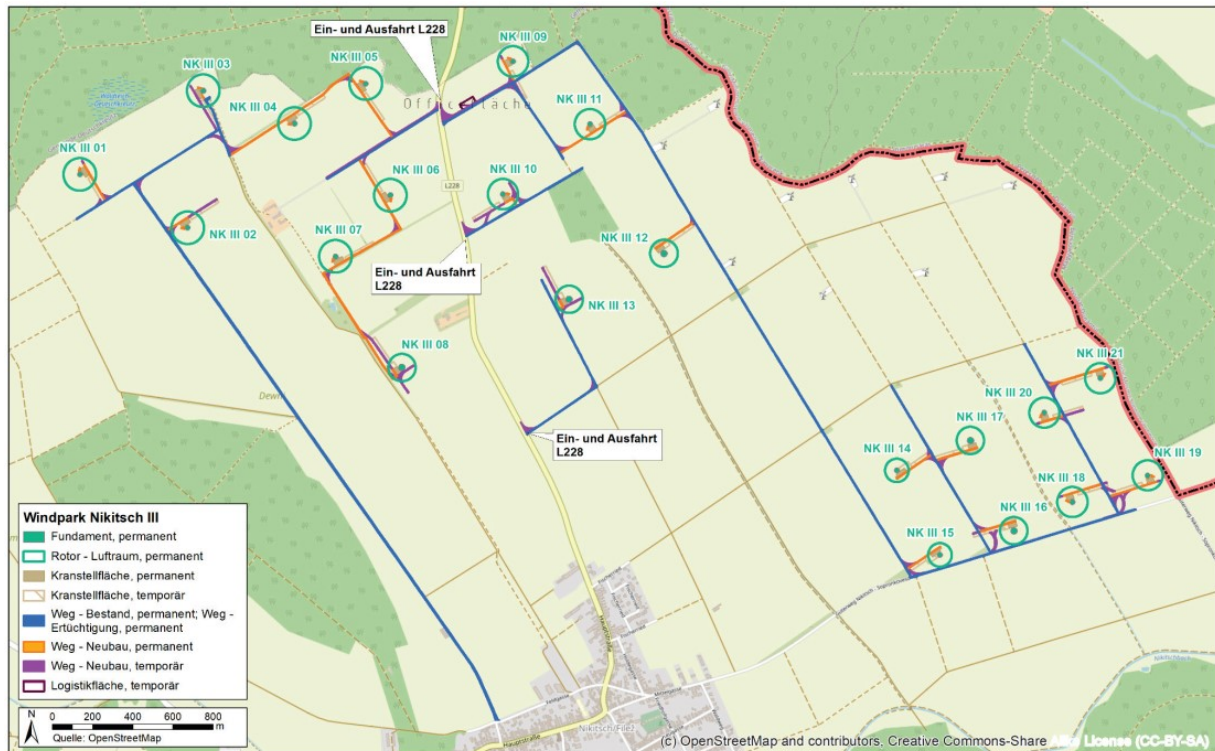 Ein- und Ausfahrt L228
NK III 09
NK III 03
NK III 05
NK III 04
NK III 11
NK III 01
NK III 06
NK III 10
L228
NK III 02
NK III 07
NK III 12
Ein- und Ausfahrt
L228
NK III 13
NK III 08
NK III 21
NK III 20
NK III 17
Ein- und Ausfahrt
L228
NK III 14
NK III 19
NK III 18
NK III 16
NK III 15
Windpark Nikitsch III
Fundament, permanent
Rotor - Luftraum, permanent
Kranstellfläche, permanent
Kranstellfläche, temporär
Weg - Bestand, permanent; Weg -
Ertüchtigung, permanent
Weg - Neubau, permanent
Weg - Neubau, temporär
Logistikfläche, temporär
Hauptstraße
Nikitschbach
N
0 200 400 600 800
m
Quelle: OpenStreetMap
Nikitsch/Filež
Hauptstraße
(c) OpenStreetMap and contributors, Creative Commons-Share Alike License (CC-BY-SA)